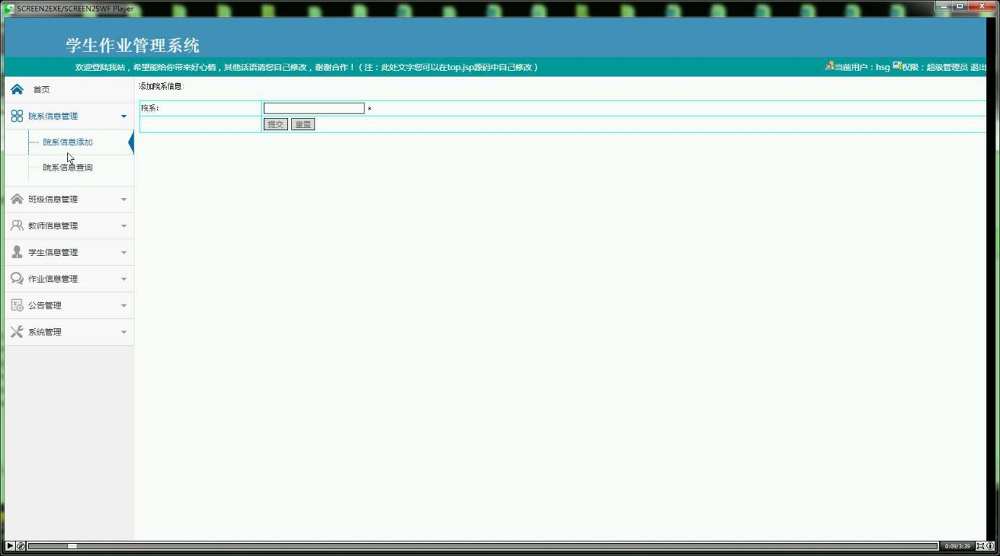 SCREEN2EXE/SCREEN2SWF Player
学生作业管理系统
欢迎登陆我站，希望能给你带来好心情，其他话语请您自己修改，谢谢合作！（注：此处文字您可以在top.jsp源码中自己修改）
当前用户：hsg 权限：超级管理员 退出
首页
院系信息管理
院系信息添加
院系信息查询
班级信息管理
教师信息管理
学生信息管理
作业信息管理
公告管理
系统管理
添加院系信息:
院系: *
提交 重置
0:09/3:39